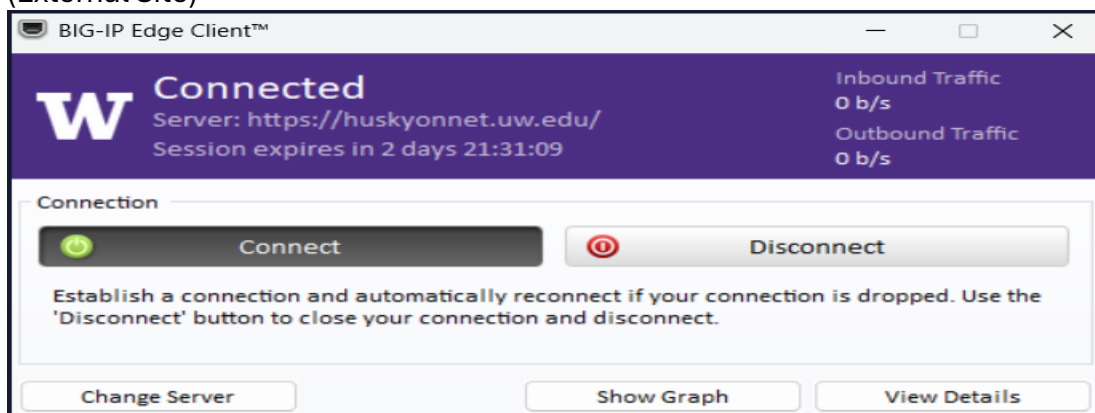 (External Site)
BIG-IP Edge Client™
W
Connected
Server: https://huskyonnet.uw.edu/
Session expires in 2 days 21:31:09
Inbound Traffic
0 b/s
Outbound Traffic
0 b/s
Connection
Connect
Disconnect
Establish a connection and automatically reconnect if your connection is dropped. Use the
'Disconnect' button to close your connection and disconnect.
Change Server
Show Graph
View Details